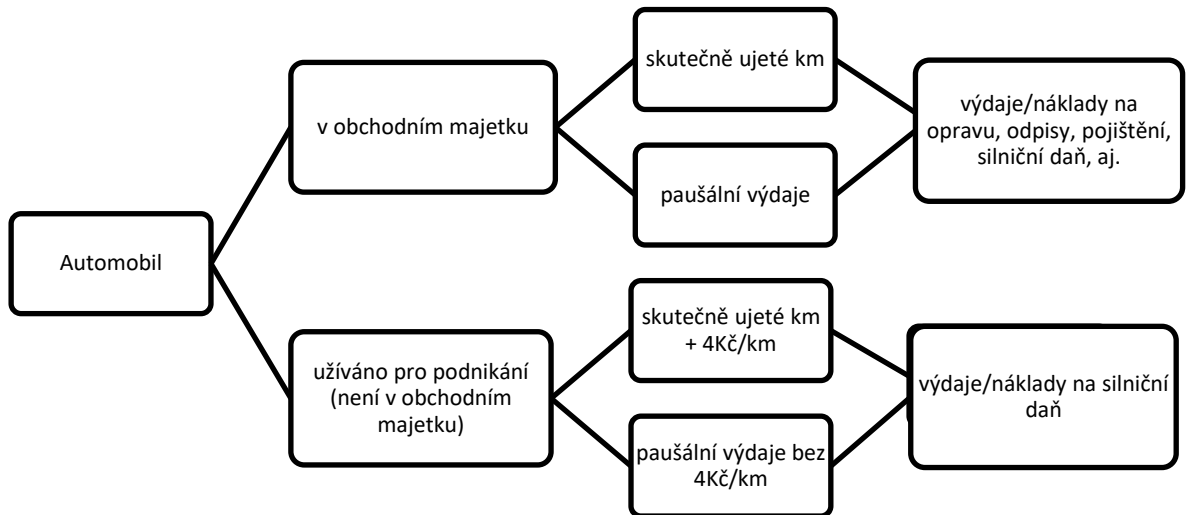 Automobil
v obchodním majetku
skutečně ujeté km
paušální výdaje
výdaje/náklady na
opravu, odpisy, pojištění,
silniční daň, aj.
užíváno pro podnikání
(není v obchodním
majetku)
skutečně ujeté km
+ 4Kč/km
paušální výdaje bez
4Kč/km
výdaje/náklady na silniční
daň